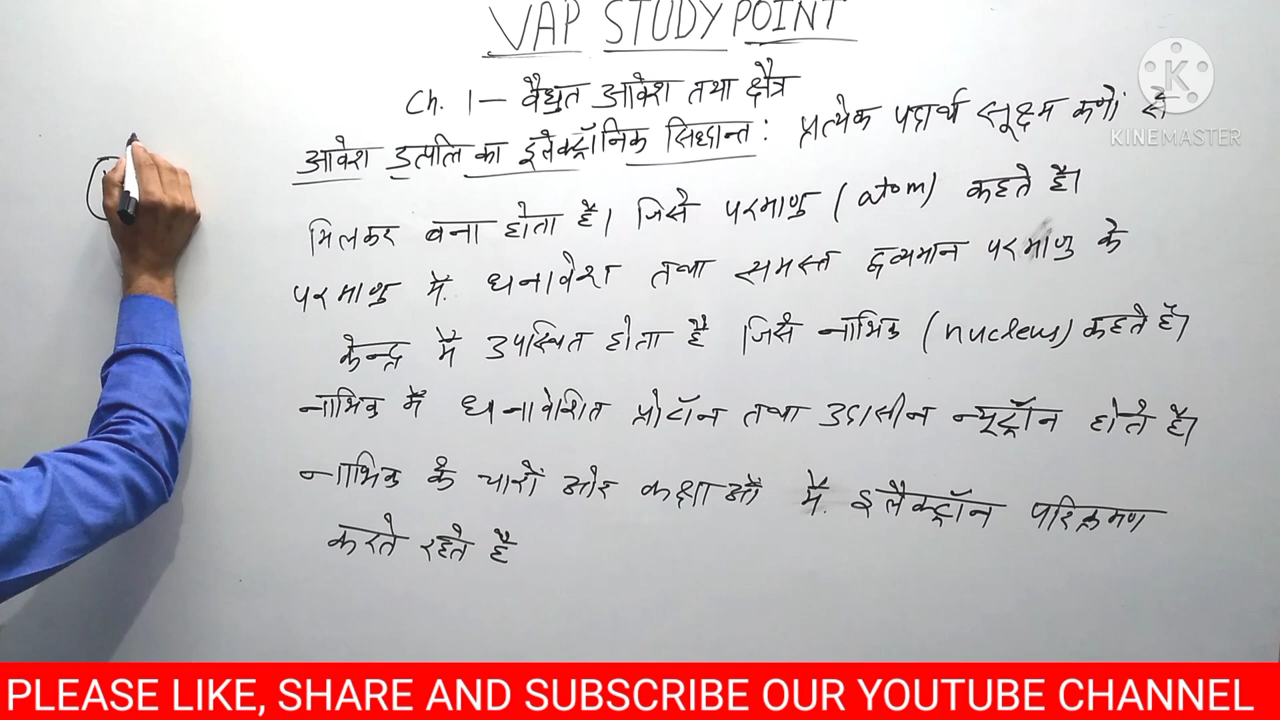 VAP STUDY POINT
Ch. 1 - वैद्युत आवेश तथा क्षैत्र
आवेश उत्पत्ति का इलैक्ट्रॉनिक सिद्धान्त : प्रत्येक पदार्थ सूक्ष्म कणों से
मिलकर बना होता है। जिसे परमाणु (atom) कहते है।
परमाणु में धनावेश तथा समस्त द्रव्यमान परमाणु के
केन्द्र में उपस्थित होता है जिसे नाभिक (nucleus) कहते है।
नाभिक में धनावेशित प्रोटॉन तथा उदासीन न्यूट्रॉन होते है।
नाभिक के चारों ओर कक्षाओं में इलैक्ट्रॉन परिक्रमण
करते रहते है
K
KINEMASTER
PLEASE LIKE, SHARE AND SUBSCRIBE OUR YOUTUBE CHANNEL